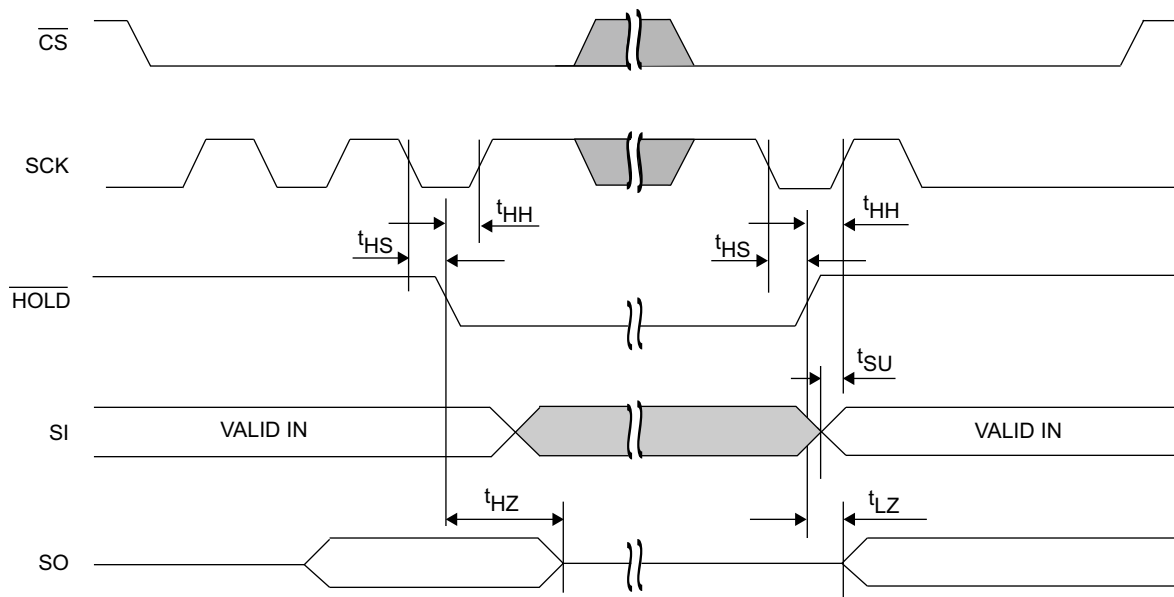 CS
SCK
tHH
tHH
tHS
tHS
HOLD
tSU
SI
VALID IN
VALID IN
tHZ
tLZ
SO